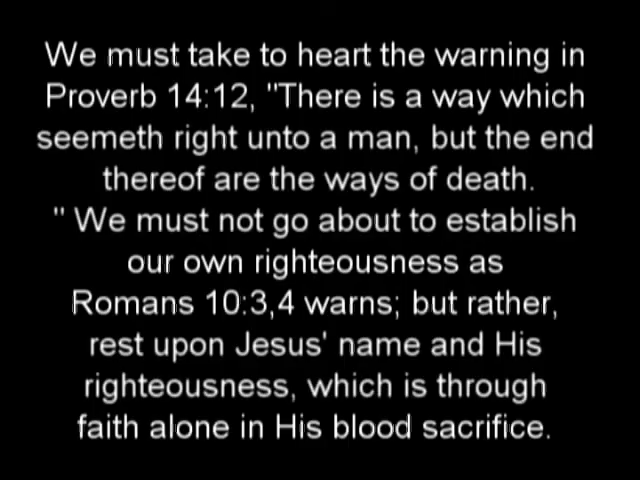 We must take to heart the warning in
Proverb 14:12, "There is a way which
seemeth right unto a man, but the end
thereof are the ways of death.
" We must not go about to establish
our own righteousness as
Romans 10:3,4 warns; but rather,
rest upon Jesus' name and His
righteousness, which is through
faith alone in His blood sacrifice.